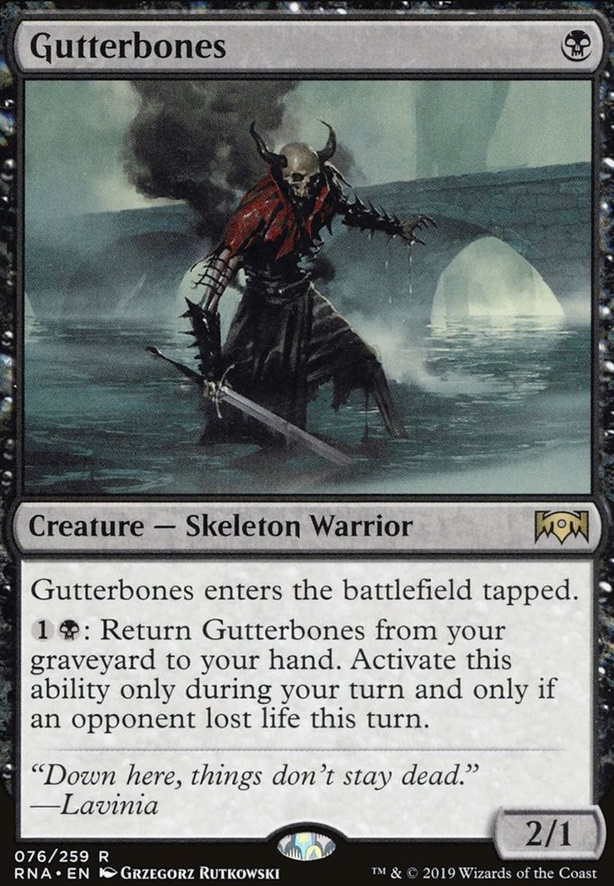 Gutterbones
Creature — Skeleton Warrior
Gutterbones enters the battlefield tapped.
1: Return Gutterbones from your
graveyard to your hand. Activate this
ability only during your turn and only if
an opponent lost life this turn.
“Down here, things don’t stay dead.”
—Lavinia
2/1
076/259 R
RNA • EN Grzegorz Rutkowski
™ & © 2019 Wizards of the Coast